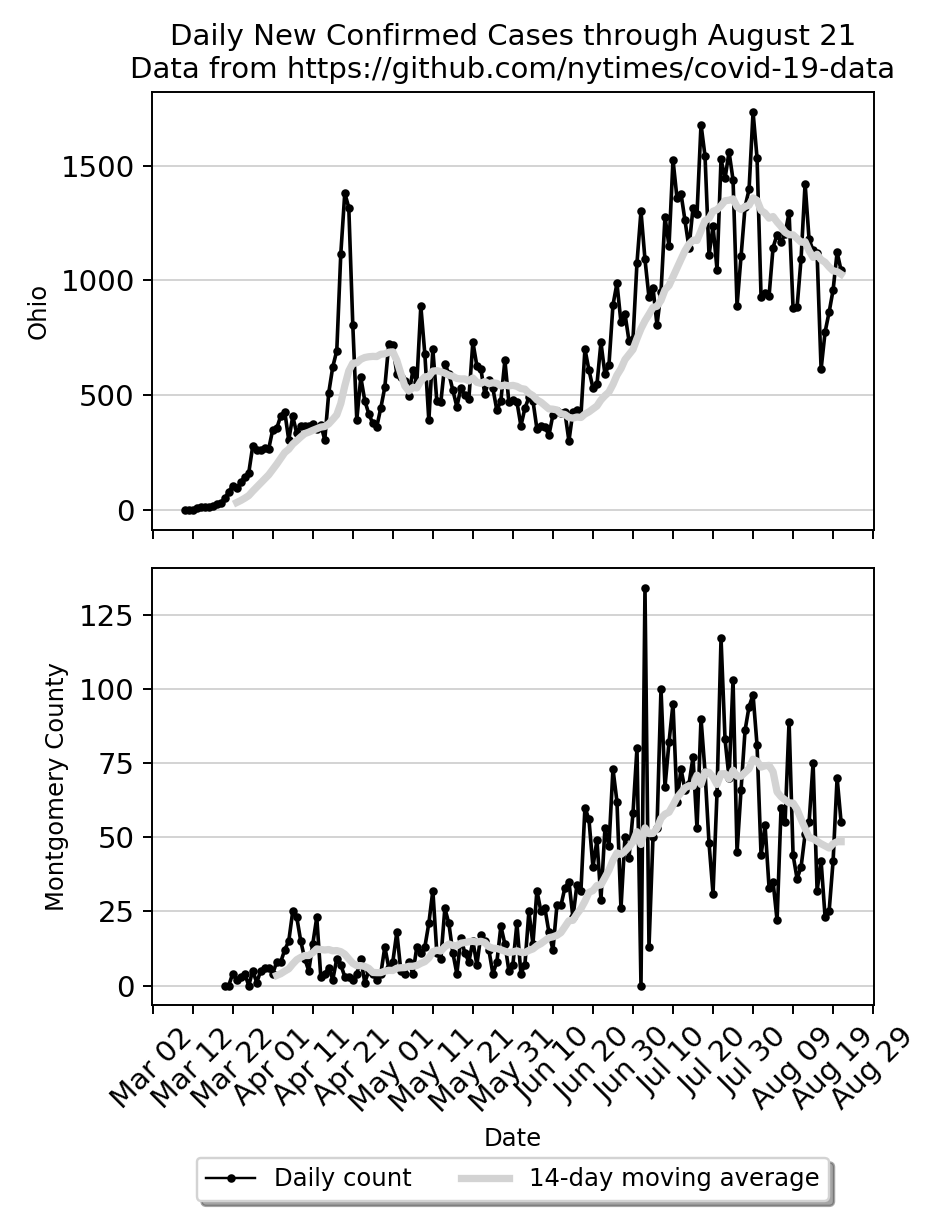 Daily New Confirmed Cases through August 21
Data from https://github.com/nytimes/covid-19-data
1500
1000
500
0
Ohio
125
100
75
50
25
0
Montgomery County
Mar 02
Mar 12
Mar 22
Apr 01
Apr 11
Apr 21
May 01
May 11
May 21
May 31
Jun 10
Jun 20
Jun 30
Jul 10
Jul 20
Jul 30
Aug 09
Aug 19
Aug 29
Date
Daily count
14-day moving average